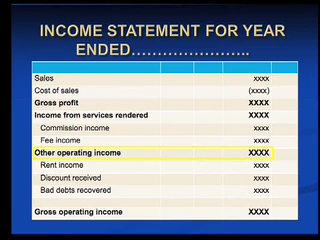 INCOME STATEMENT FOR YEAR
ENDED…………………..
Sales xxxx
Cost of sales (xxxx)
Gross profit XXXX
Income from services rendered XXXX
Commission income xxxx
Fee income xxxx
Other operating income XXXX
Rent income xxxx
Discount received xxxx
Bad debts recovered xxxx
Gross operating income XXXX